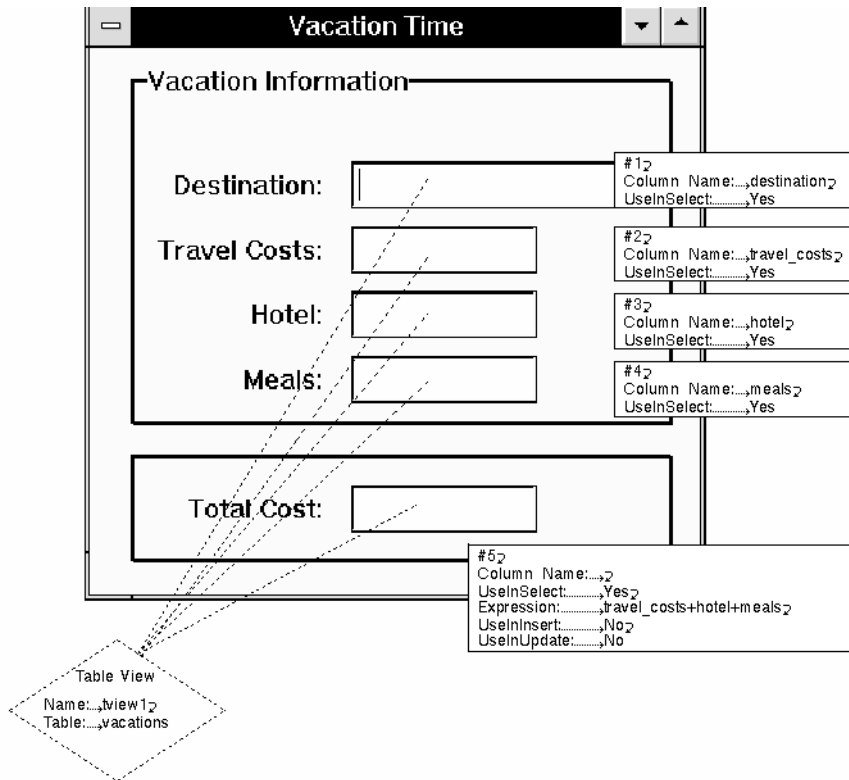 Vacation Time
Vacation Information
Destination:
#1
Column Name:...destination
UseInSelect:...........Yes
Travel Costs:
#2
Column Name:...travel_costs
UseInSelect:...........Yes
Hotel:
#3
Column Name:...hotel
UseInSelect:...........Yes
Meals:
#4
Column Name:...meals
UseInSelect:...........Yes
Total Cost:
#5
Column Name:...
UseInSelect:...........Yes
Expression:............travel_costs+hotel+meals
UseInInsert:...........No
UseInUpdate:.........No
Table View
Name:...tview1
Table:....vacations